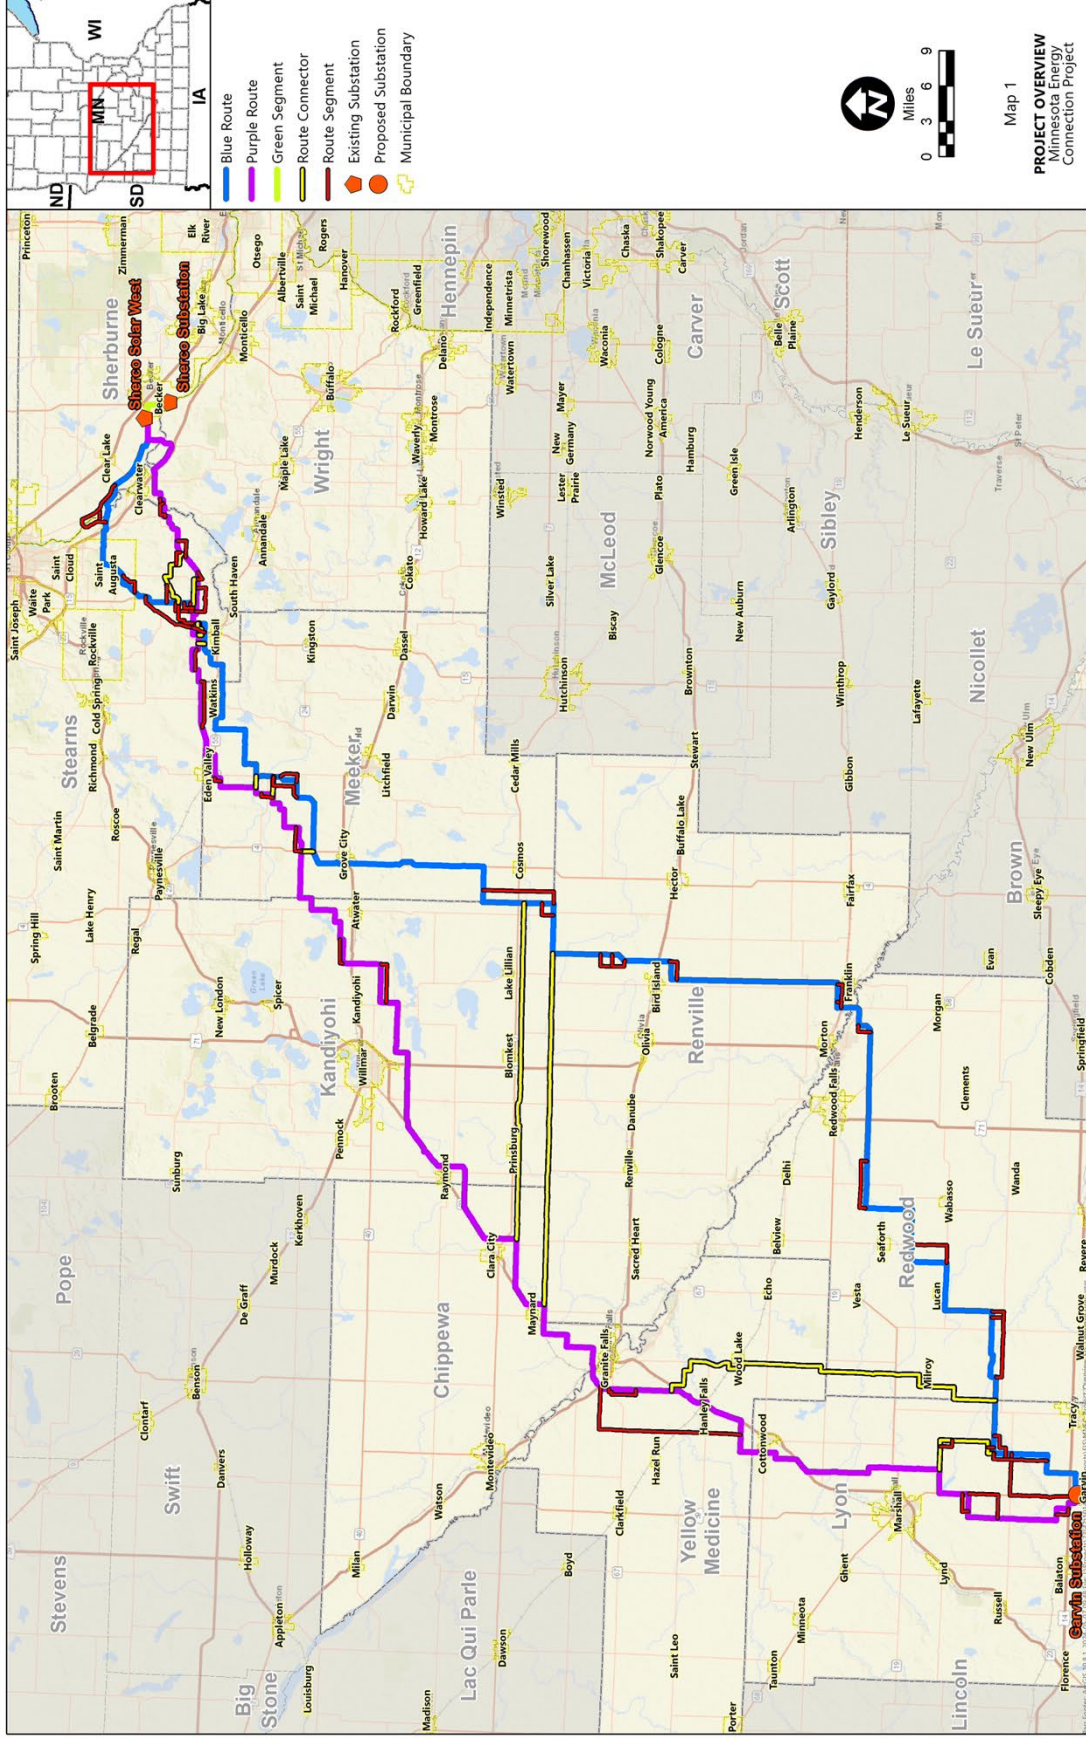 Stevens
Pope
Stearns
Sherburne
Swift
Big
Stone
Lac Qui Parle
Chippewa
Kandiyohi
Meeker
Wright
Hennepin
Yellow
Medicine
Renville
McLeod
Carver
Lyon
Redwood
Sibley
Scott
Lincoln
Brown
Nicollet
Le Sueur
Spring Hill
Saint Martin
Saint Joseph
Waite
Park
Saint
Cloud
Princeton
Brooten
Belgrade
Lake Henry
Roscoe
Richmond
Cold Spring
Rockville
Saint
Augusta
Clear Lake
Zimmerman
Clontarf
Regal
Paynesville
Clearwater
Becker
Sherco Solar West
Sherco Substation
Elk
River
Big Lake
Sunburg
Benson
Danvers
New London
Spicer
Eden Valley
Watkins
Kimball
South Haven
Annandale
Maple Lake
Monticello
Otsego
Albertville
Saint
Michael
Rogers
Hanover
Holloway
De Graff
Murdock
Kerkhoven
Appleton
Louisburg
Milan
Pennock
Willmar
Kandiyohi
Atwater
Grove City
Litchfield
Darwin
Kingston
Dassel
Cokato
Howard Lake
Waverly
Montrose
Buffalo
Delano
Rockford
Greenfield
Independence
Minnetrista
Shorewood
Madison
Dawson
Watson
Montevideo
Raymond
Clara City
Maynard
Prinsburg
Blomkest
Lake Lillian
Cosmos
Cedar Mills
Hutchinson
Silver Lake
Winsted
Lester
Prairie
New
Germany
Mayer
Watertown
Waconia
Victoria
Chanhassen
Chaska
Shakopee
Carver
Boyd
Clarkfield
Hazel Run
Granite Falls
Sacred Heart
Renville
Danube
Olivia
Bird Island
Hector
Buffalo Lake
Stewart
Brownton
Biscay
Glencoe
Plato
Norwood Young
America
Hamburg
Cologne
Saint Leo
Porter
Taunton
Minneota
Ghent
Cottonwood
Hanley Falls
Wood Lake
Echo
Belview
Delhi
Redwood Falls
Morton
Franklin
Fairfax
Gibbon
Winthrop
Gaylord
New Auburn
Arlington
Green Isle
Belle
Plaine
Henderson
Le Sueur
Marshall
Lynd
Russell
Vesta
Seaforth
Milroy
Lucan
Wabasso
Wanda
Clements
Morgan
Evan
Sleepy Eye
New Ulm
Lafayette
Florence
Balaton
Garvin
Garvin Substation
Tracy
Walnut Grove
Revere
Springfield
Cobden
ND
SD
MN
WI
IA
Blue Route
Purple Route
Green Segment
Route Connector
Route Segment
Existing Substation
Proposed Substation
Municipal Boundary
N
Miles
0 3 6 9
Map 1
PROJECT OVERVIEW
Minnesota Energy
Connection Project